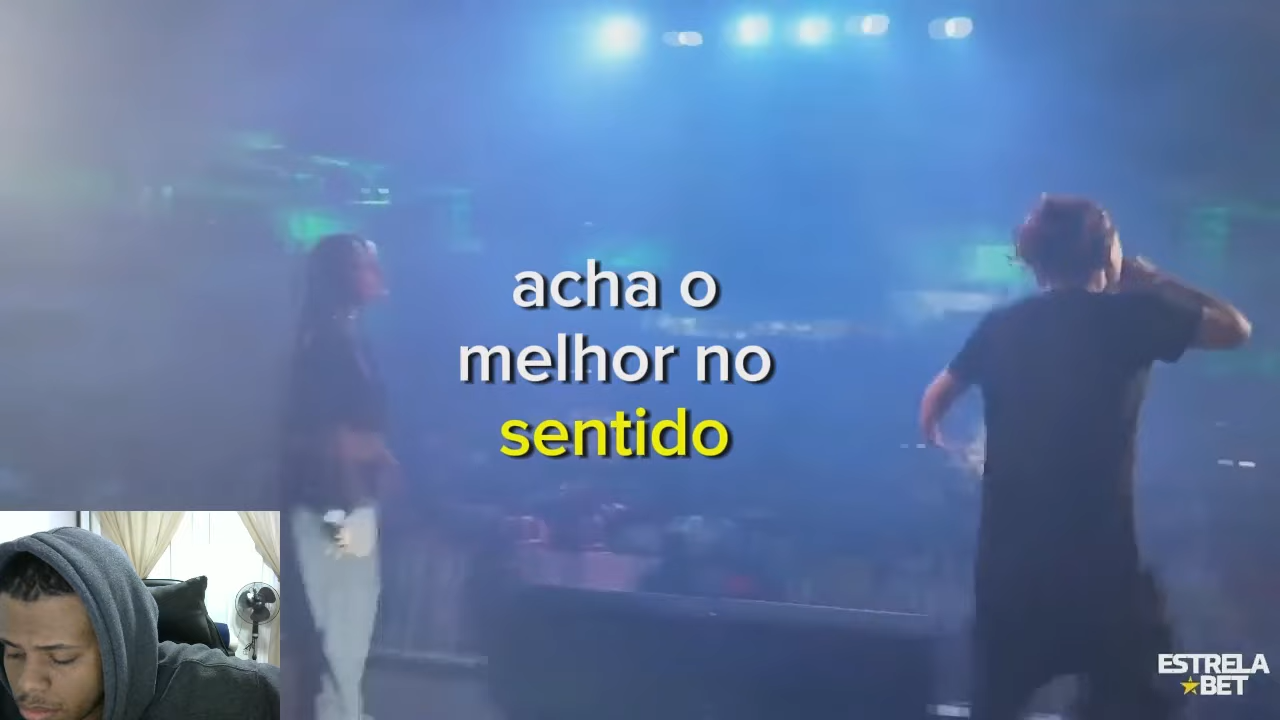 acha o
melhor no
sentido
ESTRELA
BET